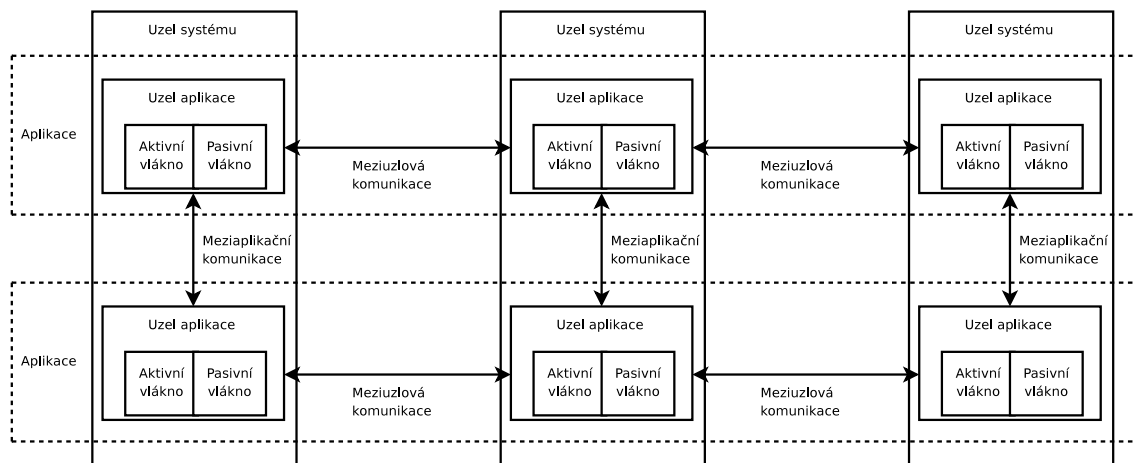 Uzel systému
Uzel systému
Uzel systému
Aplikace
Uzel aplikace
Aktivní
vlákno
Pasivní
vlákno
Meziuzlová
komunikace
Uzel aplikace
Aktivní
vlákno
Pasivní
vlákno
Meziuzlová
komunikace
Uzel aplikace
Aktivní
vlákno
Pasivní
vlákno
Meziaplikační
komunikace
Meziaplikační
komunikace
Meziaplikační
komunikace
Aplikace
Uzel aplikace
Aktivní
vlákno
Pasivní
vlákno
Meziuzlová
komunikace
Uzel aplikace
Aktivní
vlákno
Pasivní
vlákno
Meziuzlová
komunikace
Uzel aplikace
Aktivní
vlákno
Pasivní
vlákno